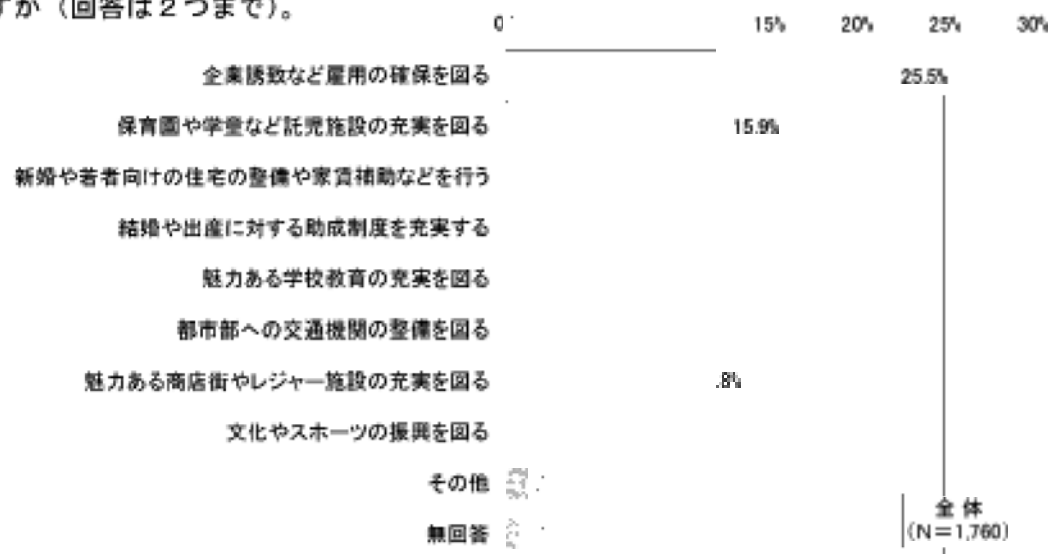 すか（回答は２つまで）。
0 15% 20% 25% 30%
企業誘致など雇用の確保を図る 25.5%
保育園や学童など託児施設の充実を図る 15.9%
新婚や若者向けの住宅の整備や家賃補助などを行う
結婚や出産に対する助成制度を充実する
魅力ある学校教育の充実を図る
都市部への交通機関の整備を図る
魅力ある商店街やレジャー施設の充実を図る .8%
文化やスポーツの振興を図る
その他
無回答
全 体
(N＝1,760)